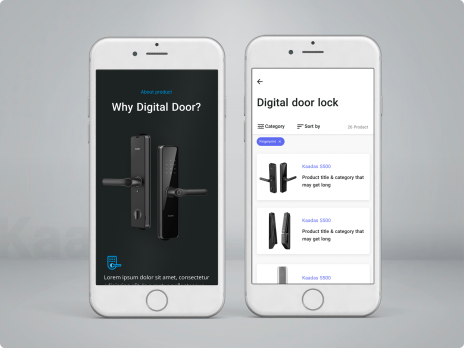 About product
Why Digital Door?
Lorem ipsum dolor sit amet, consectetur
Digital door lock
Category
Sort by
20 Product
Fingerprint ×
Kaadas S500
Product title & category that
may get long
Kaadas S500
Product title & category that
may get long
Kaadas S500